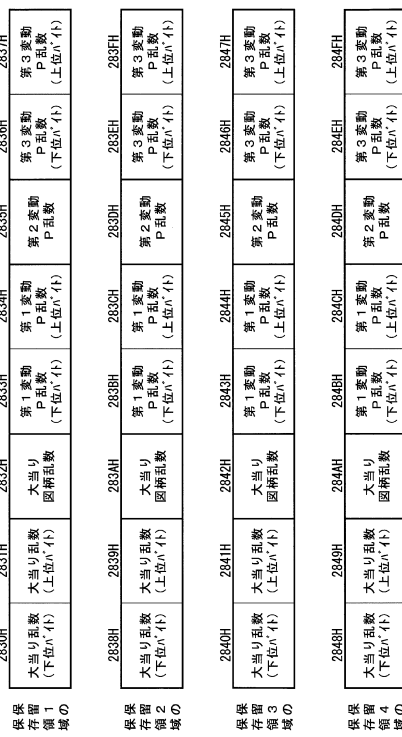 保留１の
保存領域
2830H
大当り乱数
(下位ﾊﾞｲﾄ)
2831H
大当り乱数
(上位ﾊﾞｲﾄ)
2832H
大当り
図柄乱数
2833H
第１変動
Ｐ乱数
(下位ﾊﾞｲﾄ)
2834H
第１変動
Ｐ乱数
(上位ﾊﾞｲﾄ)
2835H
第２変動
Ｐ乱数
2836H
第３変動
Ｐ乱数
(下位ﾊﾞｲﾄ)
2837H
第３変動
Ｐ乱数
(上位ﾊﾞｲﾄ)
保留２の
保存領域
2838H
大当り乱数
(下位ﾊﾞｲﾄ)
2839H
大当り乱数
(上位ﾊﾞｲﾄ)
283AH
大当り
図柄乱数
283BH
第１変動
Ｐ乱数
(下位ﾊﾞｲﾄ)
283CH
第１変動
Ｐ乱数
(上位ﾊﾞｲﾄ)
283DH
第２変動
Ｐ乱数
283EH
第３変動
Ｐ乱数
(下位ﾊﾞｲﾄ)
283FH
第３変動
Ｐ乱数
(上位ﾊﾞｲﾄ)
保留３の
保存領域
2840H
大当り乱数
(下位ﾊﾞｲﾄ)
2841H
大当り乱数
(上位ﾊﾞｲﾄ)
2842H
大当り
図柄乱数
2843H
第１変動
Ｐ乱数
(下位ﾊﾞｲﾄ)
2844H
第１変動
Ｐ乱数
(上位ﾊﾞｲﾄ)
2845H
第２変動
Ｐ乱数
2846H
第３変動
Ｐ乱数
(下位ﾊﾞｲﾄ)
2847H
第３変動
Ｐ乱数
(上位ﾊﾞｲﾄ)
保留４の
保存領域
2848H
大当り乱数
(下位ﾊﾞｲﾄ)
2849H
大当り乱数
(上位ﾊﾞｲﾄ)
284AH
大当り
図柄乱数
284BH
第１変動
Ｐ乱数
(下位ﾊﾞｲﾄ)
284CH
第１変動
Ｐ乱数
(上位ﾊﾞｲﾄ)
284DH
第２変動
Ｐ乱数
284EH
第３変動
Ｐ乱数
(下位ﾊﾞｲﾄ)
284FH
第３変動
Ｐ乱数
(上位ﾊﾞｲﾄ)